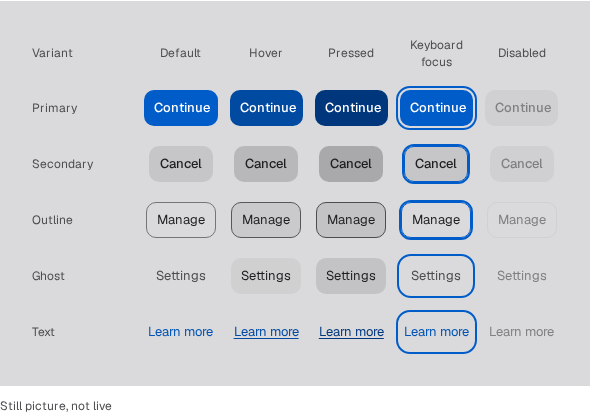 Variant Default Hover Pressed Keyboard focus Disabled
Primary Continue Continue Continue Continue Continue
Secondary Cancel Cancel Cancel Cancel Cancel
Outline Manage Manage Manage Manage Manage
Ghost Settings Settings Settings Settings Settings
Text Learn more Learn more Learn more Learn more Learn more
Still picture, not live